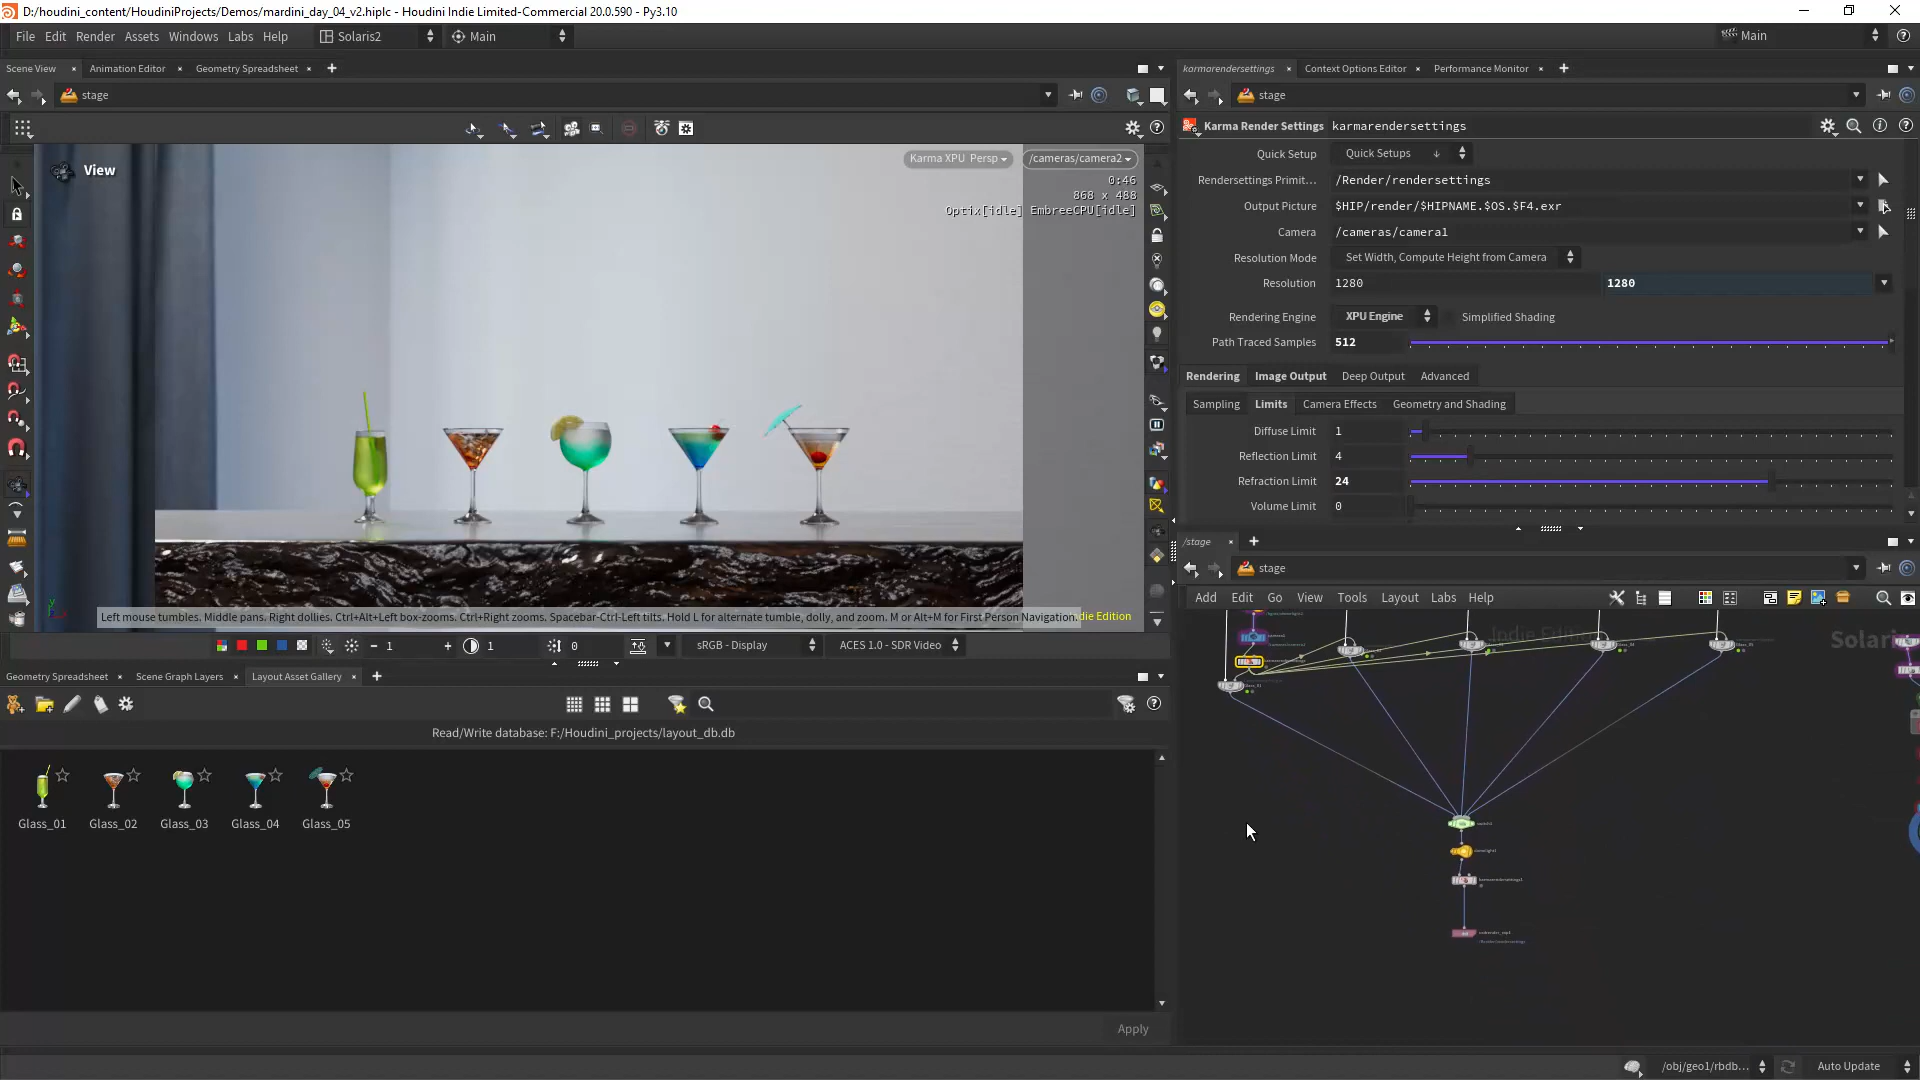 D:/houdini_content/HoudiniProjects/Demos/mardini_day_04_v2.hiplc - Houdini Indie Limited-Commercial 20.0.590 - Py3.10
File Edit Render Assets Windows Labs Help Solaris2 Main Main
Scene View Animation Editor Geometry Spreadsheet
stage
View
Karma XPU Persp /cameras/camera2
0:46
868 x 488
Optix[idle] EmbreeCPU[idle]
Left mouse tumbles. Middle pans. Right dollies. Ctrl+Alt+Left box-zooms. Ctrl+Right zooms. Spacebar-Ctrl-Left tilts. Hold L for alternate tumble, dolly, and zoom. M or Alt+M for First Person Navigation. die Edition
1 1 0 sRGB - Display ACES 1.0 - SDR Video
Geometry Spreadsheet Scene Graph Layers Layout Asset Gallery
Read/Write database: F:/Houdini_projects/layout_db.db
Glass_01 Glass_02 Glass_03 Glass_04 Glass_05
Apply
karmarendersettings Context Options Editor Performance Monitor
stage
Karma Render Settings karmarendersettings
Quick Setup Quick Setups
Rendersettings Primit... /Render/rendersettings
Output Picture $HIP/render/$HIPNAME.$OS.$F4.exr
Camera /cameras/camera1
Resolution Mode Set Width, Compute Height from Camera
Resolution 1280 1280
Rendering Engine XPU Engine Simplified Shading
Path Traced Samples 512
Rendering Image Output Deep Output Advanced
Sampling Limits Camera Effects Geometry and Shading
Diffuse Limit 1
Reflection Limit 4
Refraction Limit 24
Volume Limit 0
/stage
stage
Add Edit Go View Tools Layout Labs Help
Indie Editio
Solari
/obj/geo1/rbdb... Auto Update